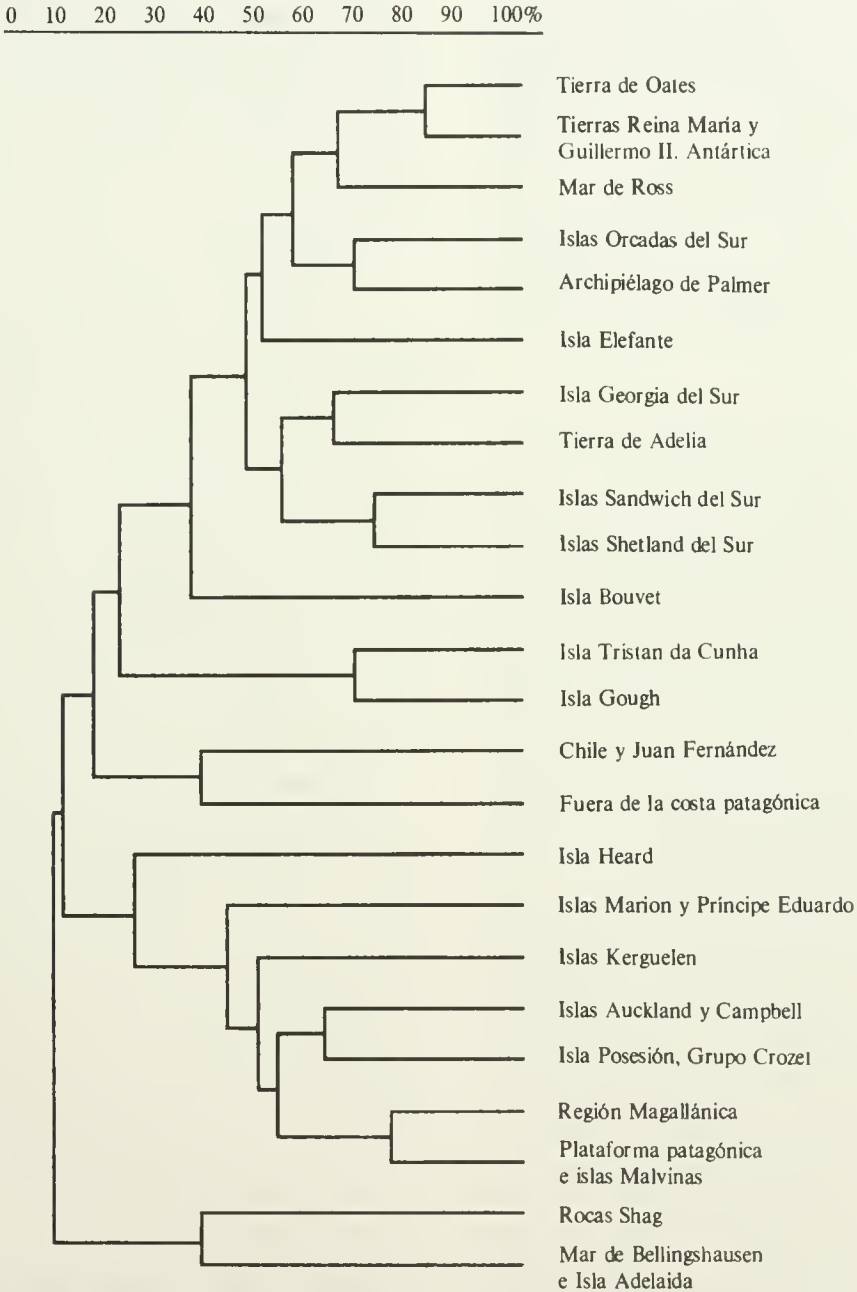 0 10 20 30 40 50 60 70 80 90 100%
Tierra de Oates
Tierras Reina María y
Guillermo II. Antártica
Mar de Ross
Islas Orcadas del Sur
Archipiélago de Palmer
Isla Elefante
Isla Georgia del Sur
Tierra de Adelia
Islas Sandwich del Sur
Islas Shetland del Sur
Isla Bouvet
Isla Tristan da Cunha
Isla Gough
Chile y Juan Fernández
Fuera de la costa patagónica
Isla Heard
Islas Marion y Príncipe Eduardo
Islas Kerguelen
Islas Auckland y Campbell
Isla Posesión, Grupo Crozet
Región Magallánica
Plataforma patagónica
e islas Malvinas
Rocas Shag
Mar de Bellingshausen
e Isla Adelaida